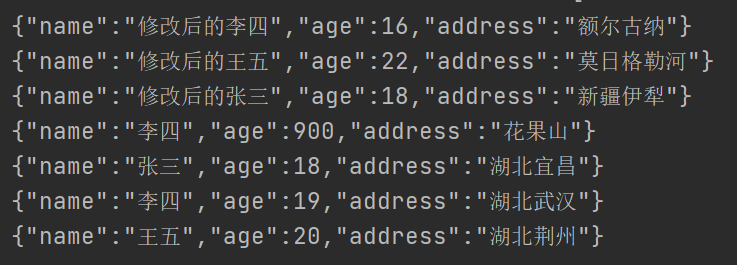 {"name":"修改后的李四","age":16,"address":"额尔古纳"}
{"name":"修改后的王五","age":22,"address":"莫日格勒河"}
{"name":"修改后的张三","age":18,"address":"新疆伊犁"}
{"name":"李四","age":900,"address":"花果山"}
{"name":"张三","age":18,"address":"湖北宜昌"}
{"name":"李四","age":19,"address":"湖北武汉"}
{"name":"王五","age":20,"address":"湖北荆州"}